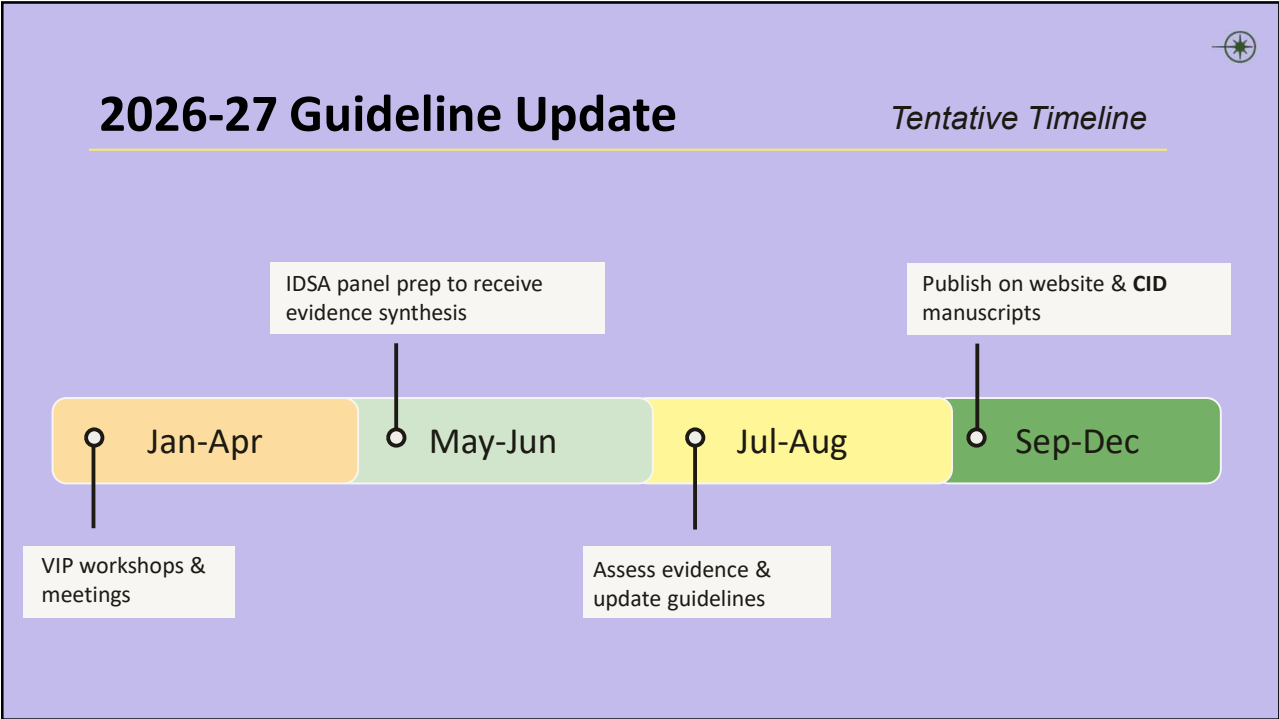 2026-27 Guideline Update
Tentative Timeline
IDSA panel prep to receive
evidence synthesis
Publish on website & CID
manuscripts
Jan-Apr
May-Jun
Jul-Aug
Sep-Dec
VIP workshops &
meetings
Assess evidence &
update guidelines